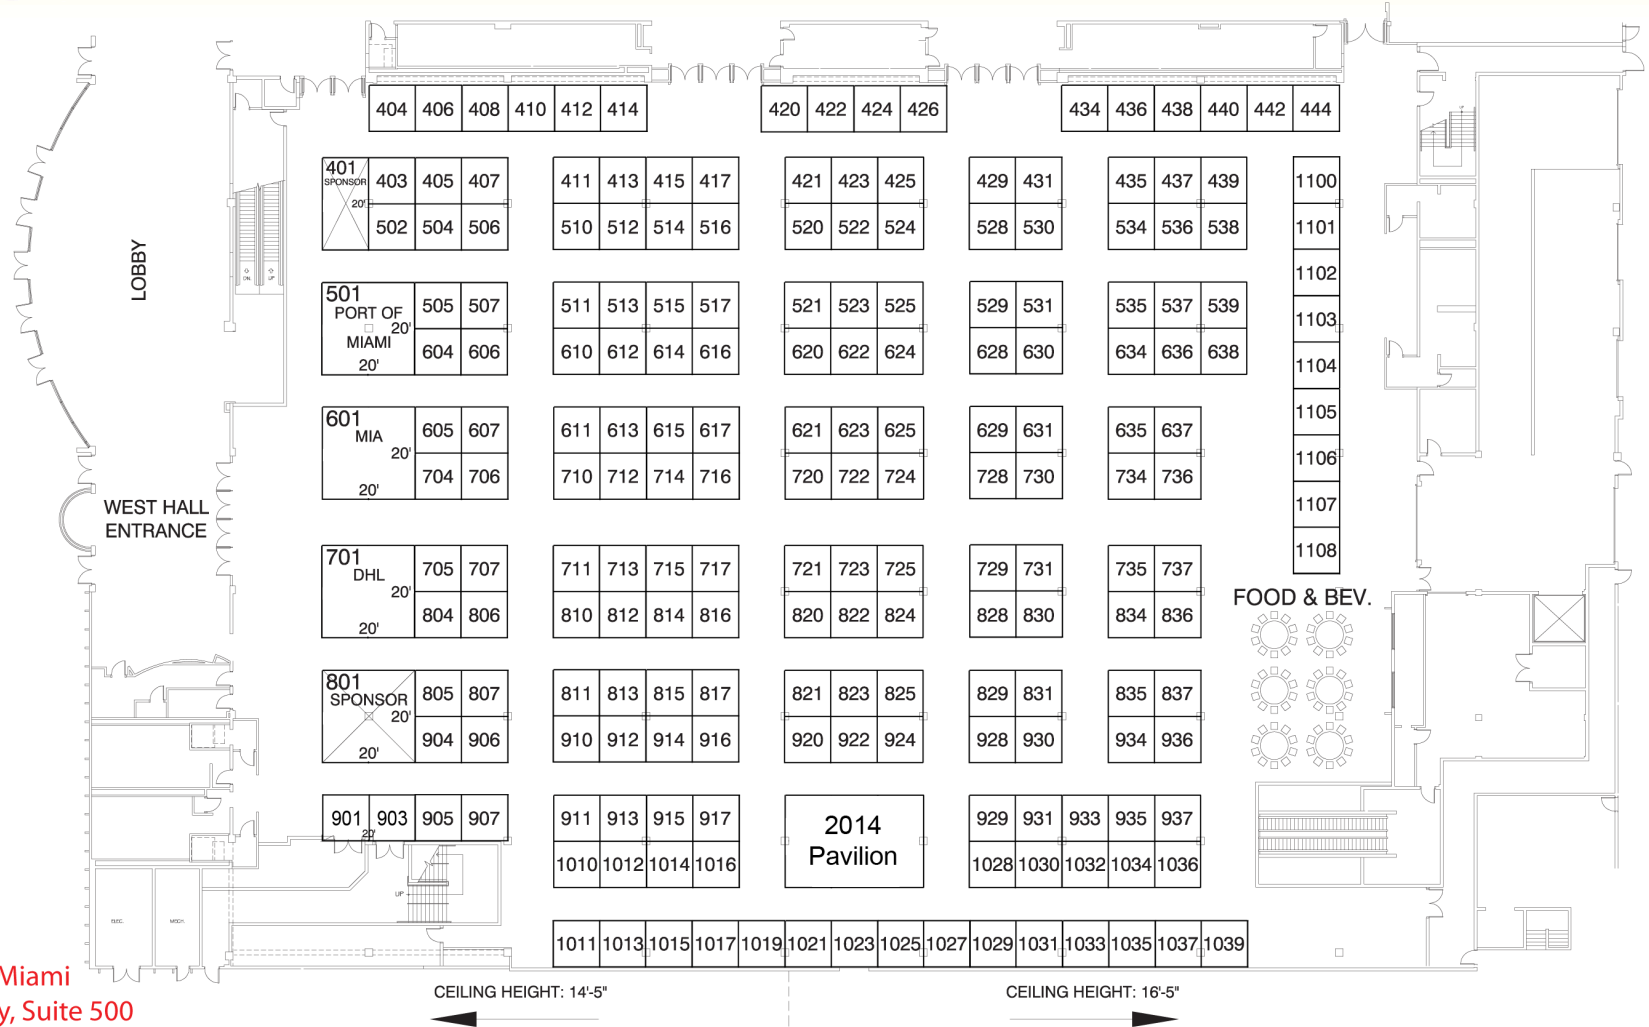 404 406 408 410 412 414 420 422 424 426 434 436 438 440 442 444
401 SPONSOR 20' 403 405 407 411 413 415 417 421 423 425 429 431 435 437 439 1100
502 504 506 510 512 514 516 520 522 524 528 530 534 536 538 1101
LOBBY
DN. UP
UP
1102
501 PORT OF MIAMI 20' 20' 505 507 511 513 515 517 521 523 525 529 531 535 537 539 1103
604 606 610 612 614 616 620 622 624 628 630 634 636 638 1104
1105
601 MIA 20' 20' 605 607 611 613 615 617 621 623 625 629 631 635 637
704 706 710 712 714 716 720 722 724 728 730 734 736 1106
WEST HALL
ENTRANCE
1107
1108
701 DHL 20' 20' 705 707 711 713 715 717 721 723 725 729 731 735 737
804 806 810 812 814 816 820 822 824 828 830 834 836
FOOD & BEV.
801 SPONSOR 20' 20' 805 807 811 813 815 817 821 823 825 829 831 835 837
904 906 910 912 914 916 920 922 924 928 930 934 936
901 903 20' 905 907 911 913 915 917 929 931 933 935 937
2014
Pavilion
1010 1012 1014 1016 1028 1030 1032 1034 1036
UP
ELEC. MECH.
1011 1013 1015 1017 1019 1021 1023 1025 1027 1029 1031 1033 1035 1037 1039
Miami
y, Suite 500
CEILING HEIGHT: 14'-5" CEILING HEIGHT: 16'-5"